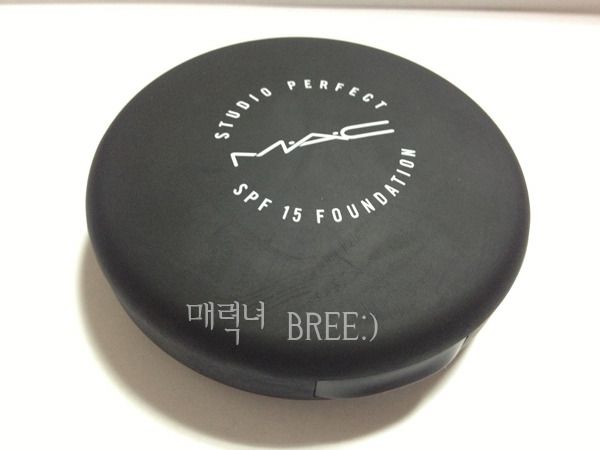 STUDIO PERFECT
M·A·C
SPF 15 FOUNDATION
매력녀 BREE:)